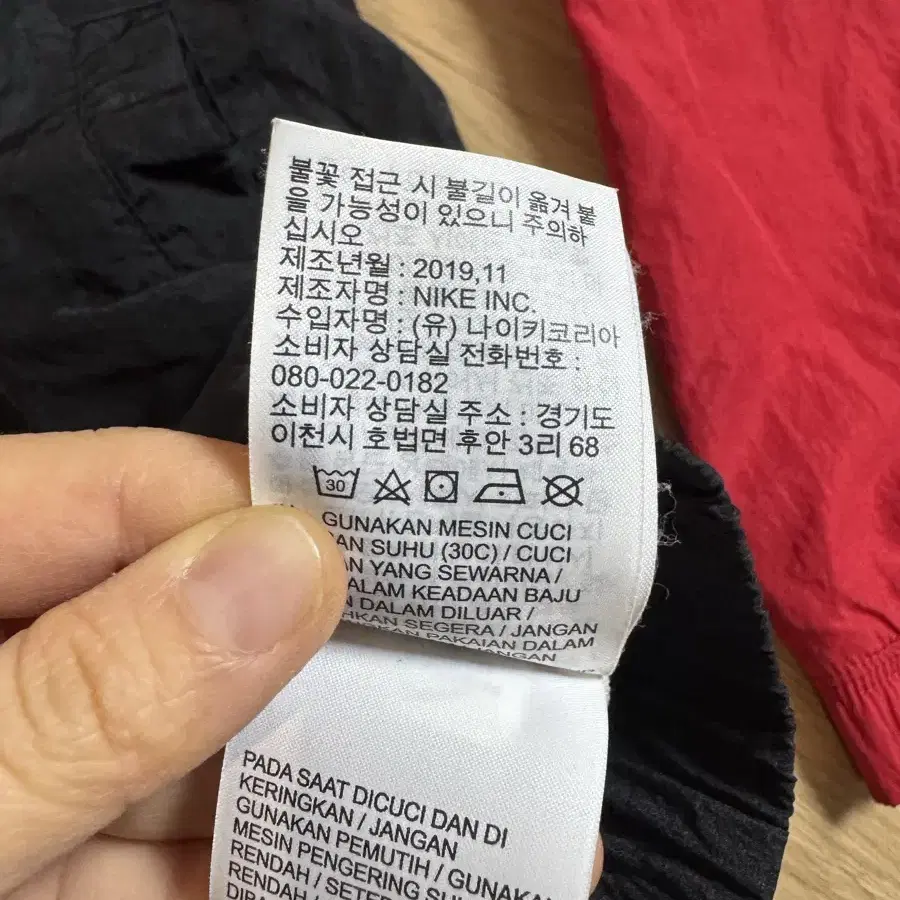 불꽃 접근 시 불길이 옮겨 붙
을 가능성이 있으니 주의하
십시오
제조년월 : 2019,11
제조자명 : NIKE INC.
수입자명 : (유) 나이키코리아
소비자 상담실 전화번호 :
080-022-0182
소비자 상담실 주소 : 경기도
이천시 호법면 후안 3리 68
30
GUNAKAN MESIN CUCI
SUHU (30C) / CUCI
YANG SEWARNA /
KEADAAN BAJU
DALAM DILUAR /
SEGERA / JANGAN
PAKAIAN DALAM
PADA SAAT DICUCI DAN DI
KERINGKAN / JANGAN
GUNAKAN PEMUTIH / GUNAKAN
MESIN PENGERING
RENDAH /
RENDAH /